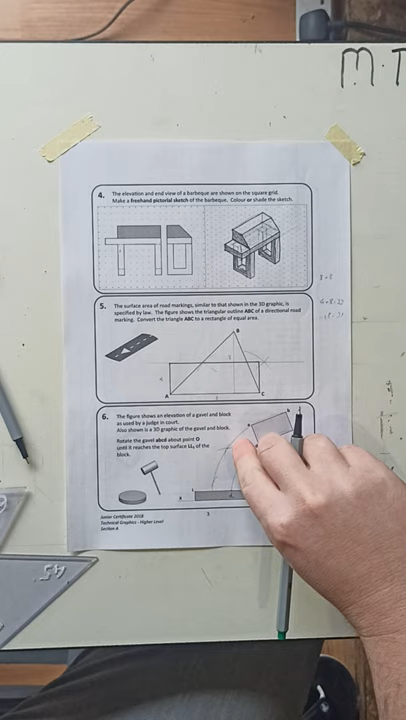 M.T
4. The elevation and end view of a barbeque are shown on the square grid.
Make a freehand pictorial sketch of the barbeque. Colour or shade the sketch.
5. The surface area of road markings, similar to that shown in the 3D graphic, is
specified by law. The figure shows the triangular outline ABC of a directional road
marking. Convert the triangle ABC to a rectangle of equal area.
B
A
C
6. The figure shows an elevation of a gavel and block
as used by a judge in court.
Also shown is a 3D graphic of the gavel and block.
Rotate the gavel abcd about point O
until it reaches the top surface LL₁ of the
block.
a
b
X
Junior Certificate 2018
Technical Graphics - Higher Level
Section A
3
45